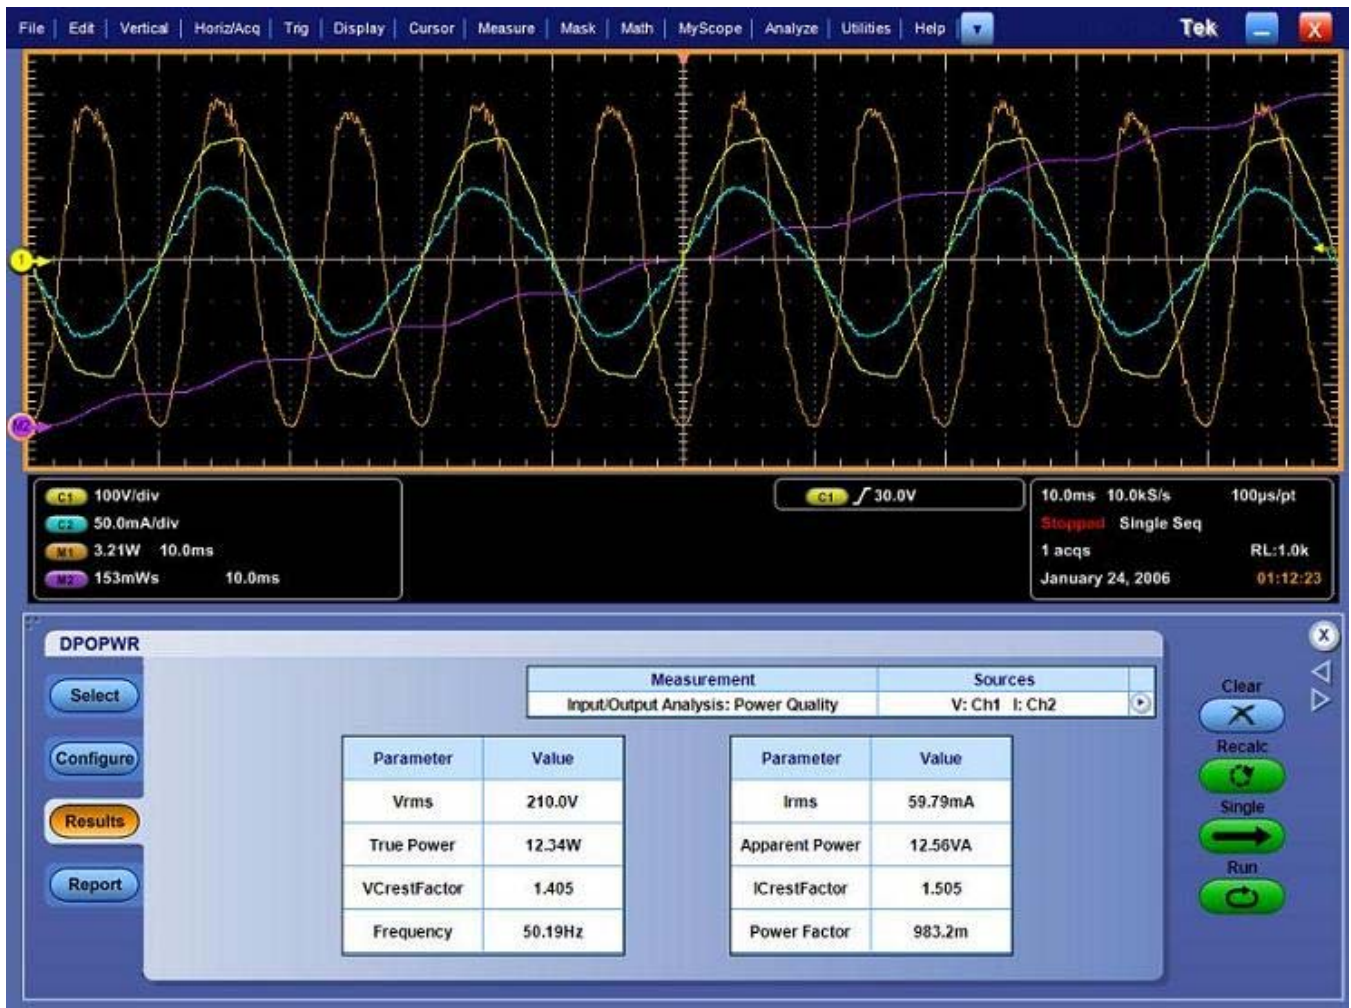 File Edit Vertical Horiz/Acq Trig Display Cursor Measure Mask Math MyScope Analyze Utilities Help Tek X
1
M2
C1 100V/div
C2 50.0mA/div
M1 3.21W 10.0ms
M2 153mWs 10.0ms
C1 30.0V
10.0ms 10.0kS/s 100µs/pt
Stopped Single Seq
1 acqs RL:1.0k
January 24, 2006 01:12:23
DPOPWR
Select
Configure
Results
Report
Measurement Sources
Input/Output Analysis: Power Quality V: Ch1 I: Ch2
Parameter Value
Vrms 210.0V
True Power 12.34W
VCrestFactor 1.405
Frequency 50.19Hz
Parameter Value
Irms 59.79mA
Apparent Power 12.56VA
ICrestFactor 1.505
Power Factor 983.2m
X
Clear
Recalc
Single
Run